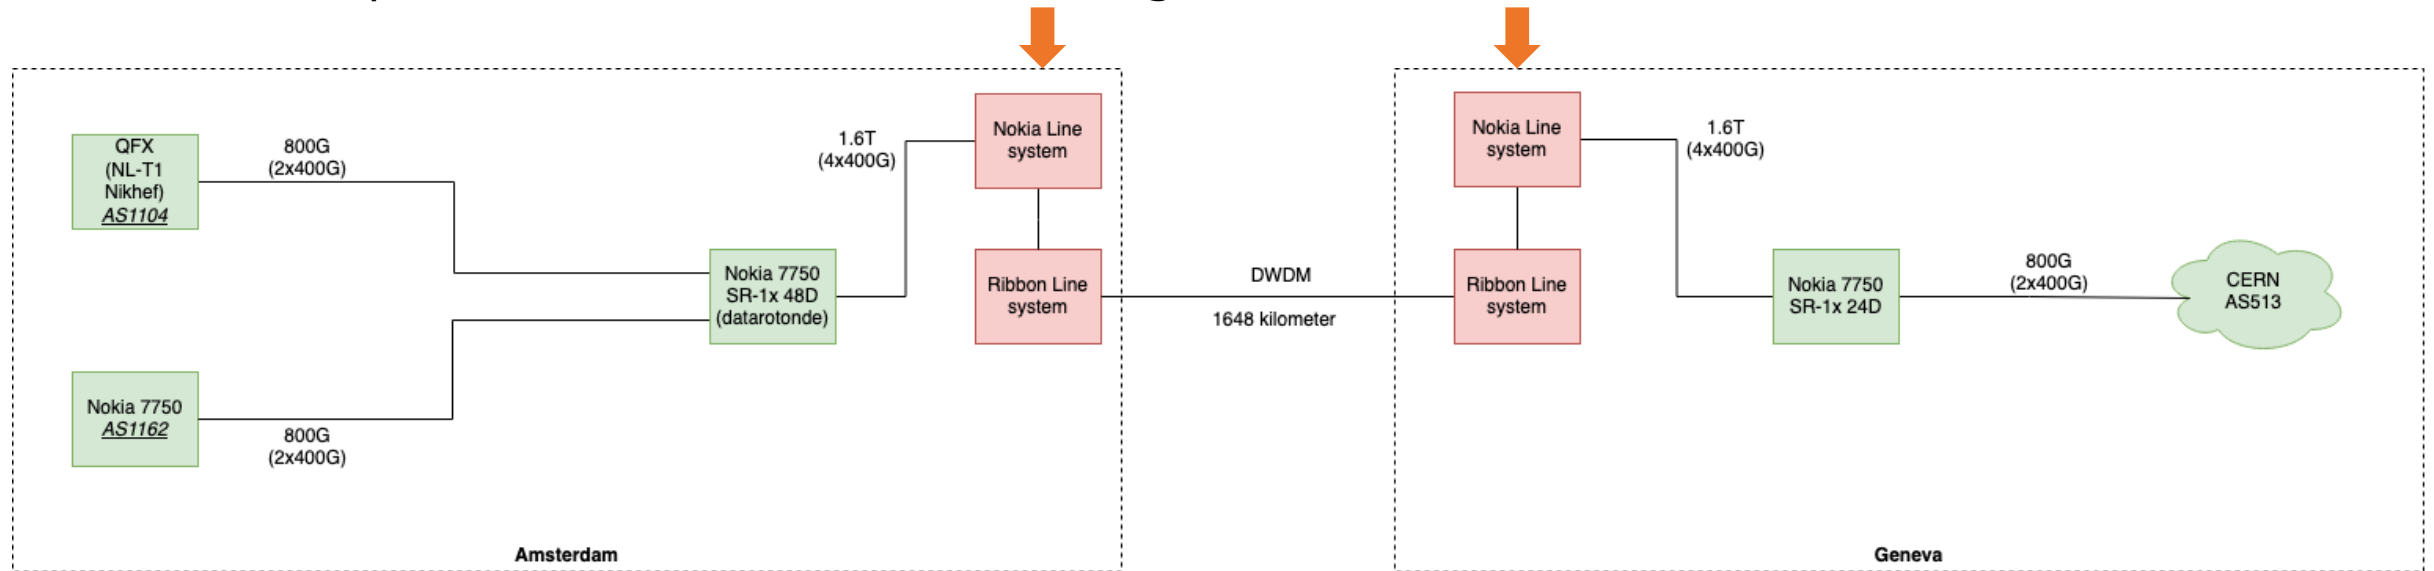 QFX
(NL-T1
Nikhef)
AS1104
800G
(2x400G)
Nokia 7750
AS1162
800G
(2x400G)
Nokia 7750
SR-1x 48D
(datarotonde)
1.6T
(4x400G)
Nokia Line
system
Ribbon Line
system
Amsterdam
DWDM
1648 kilometer
Nokia Line
system
Ribbon Line
system
1.6T
(4x400G)
Nokia 7750
SR-1x 24D
800G
(2x400G)
CERN
AS513
Geneva